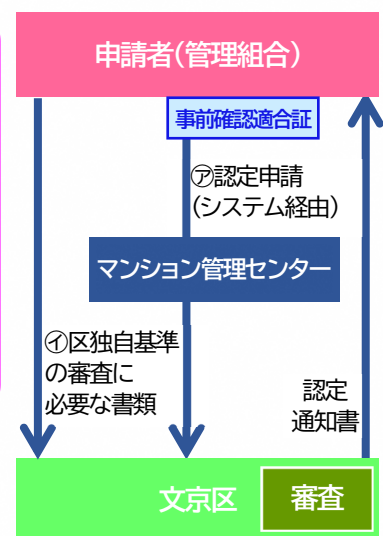 申請者(管理組合)
事前確認適合証
㋐認定申請
(システム経由)
マンション管理センター
㋑区独自基準
の審査に
必要な書類
認定
通知書
文京区
審査